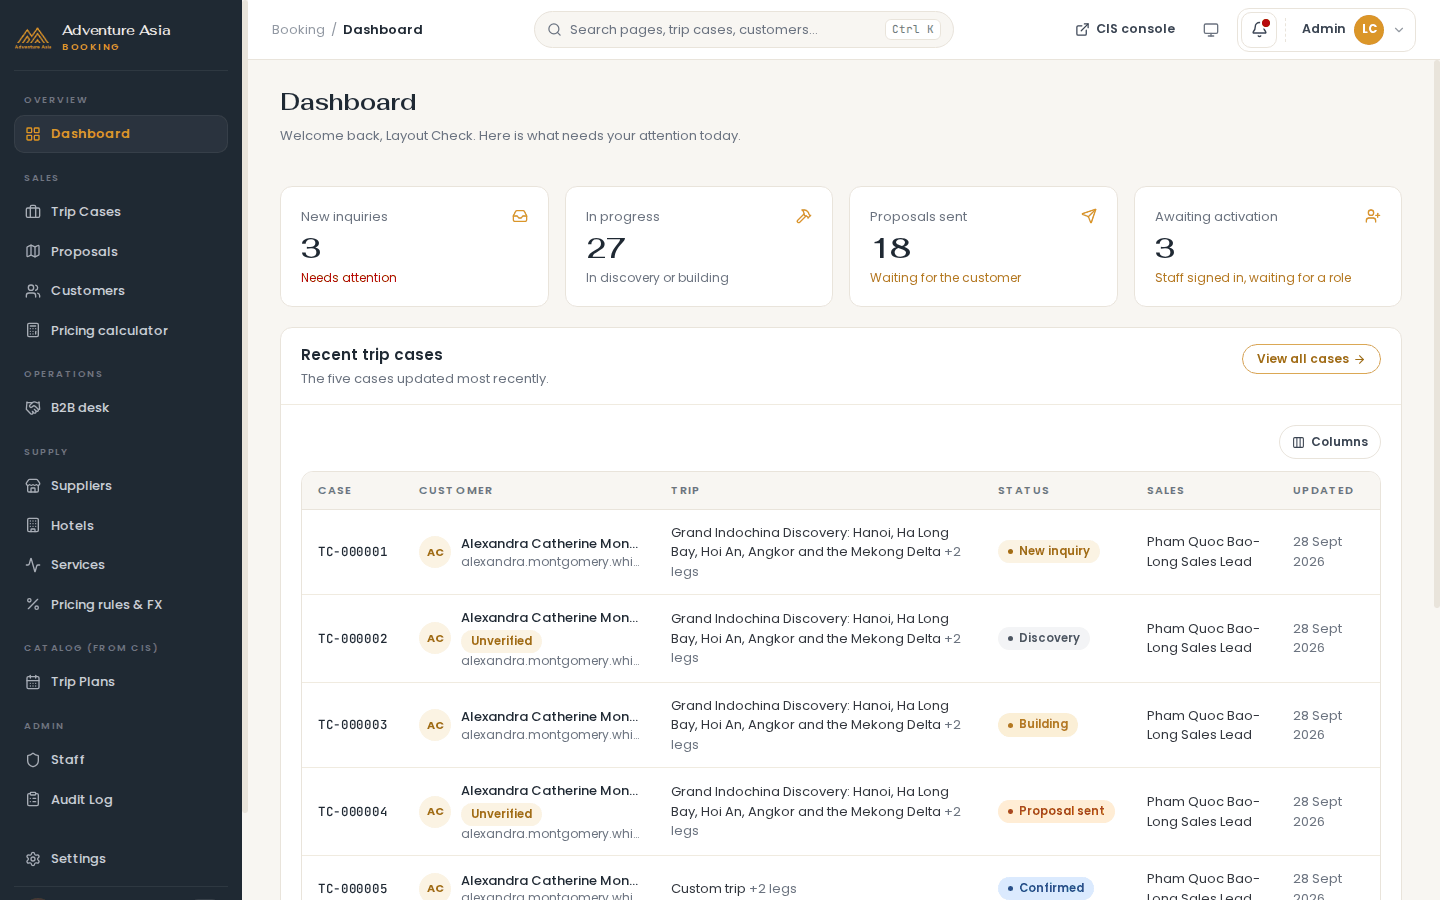 Adventure Asia
BOOKING
Adventure Asia
OVERVIEW
Dashboard
SALES
Trip Cases
Proposals
Customers
Pricing calculator
OPERATIONS
B2B desk
SUPPLY
Suppliers
Hotels
Services
Pricing rules & FX
CATALOG (FROM CIS)
Trip Plans
ADMIN
Staff
Audit Log
Settings
Booking / Dashboard
Search pages, trip cases, customers...
Ctrl K
CIS console
Admin
LC
Dashboard
Welcome back, Layout Check. Here is what needs your attention today.
New inquiries
3
Needs attention
In progress
27
In discovery or building
Proposals sent
18
Waiting for the customer
Awaiting activation
3
Staff signed in, waiting for a role
Recent trip cases
The five cases updated most recently.
View all cases →
Columns
CASE CUSTOMER TRIP STATUS SALES UPDATED
TC-000001
AC
Alexandra Catherine Mon...
alexandra.montgomery.whi...
Grand Indochina Discovery: Hanoi, Ha Long
Bay, Hoi An, Angkor and the Mekong Delta +2
legs
New inquiry
Pham Quoc Bao-
Long Sales Lead
28 Sept
2026
TC-000002
AC
Alexandra Catherine Mon...
Unverified
alexandra.montgomery.whi...
Grand Indochina Discovery: Hanoi, Ha Long
Bay, Hoi An, Angkor and the Mekong Delta +2
legs
Discovery
Pham Quoc Bao-
Long Sales Lead
28 Sept
2026
TC-000003
AC
Alexandra Catherine Mon...
alexandra.montgomery.whi...
Grand Indochina Discovery: Hanoi, Ha Long
Bay, Hoi An, Angkor and the Mekong Delta +2
legs
Building
Pham Quoc Bao-
Long Sales Lead
28 Sept
2026
TC-000004
AC
Alexandra Catherine Mon...
Unverified
alexandra.montgomery.whi...
Grand Indochina Discovery: Hanoi, Ha Long
Bay, Hoi An, Angkor and the Mekong Delta +2
legs
Proposal sent
Pham Quoc Bao-
Long Sales Lead
28 Sept
2026
TC-000005
AC
Alexandra Catherine Mon...
alexandra.montgomery.whi...
Custom trip +2 legs
Confirmed
Pham Quoc Bao-
Long Sales Lead
28 Sept
2026